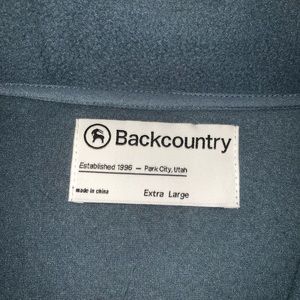 Backcountry
Established 1996 — Park City, Utah
made in china
Extra Large